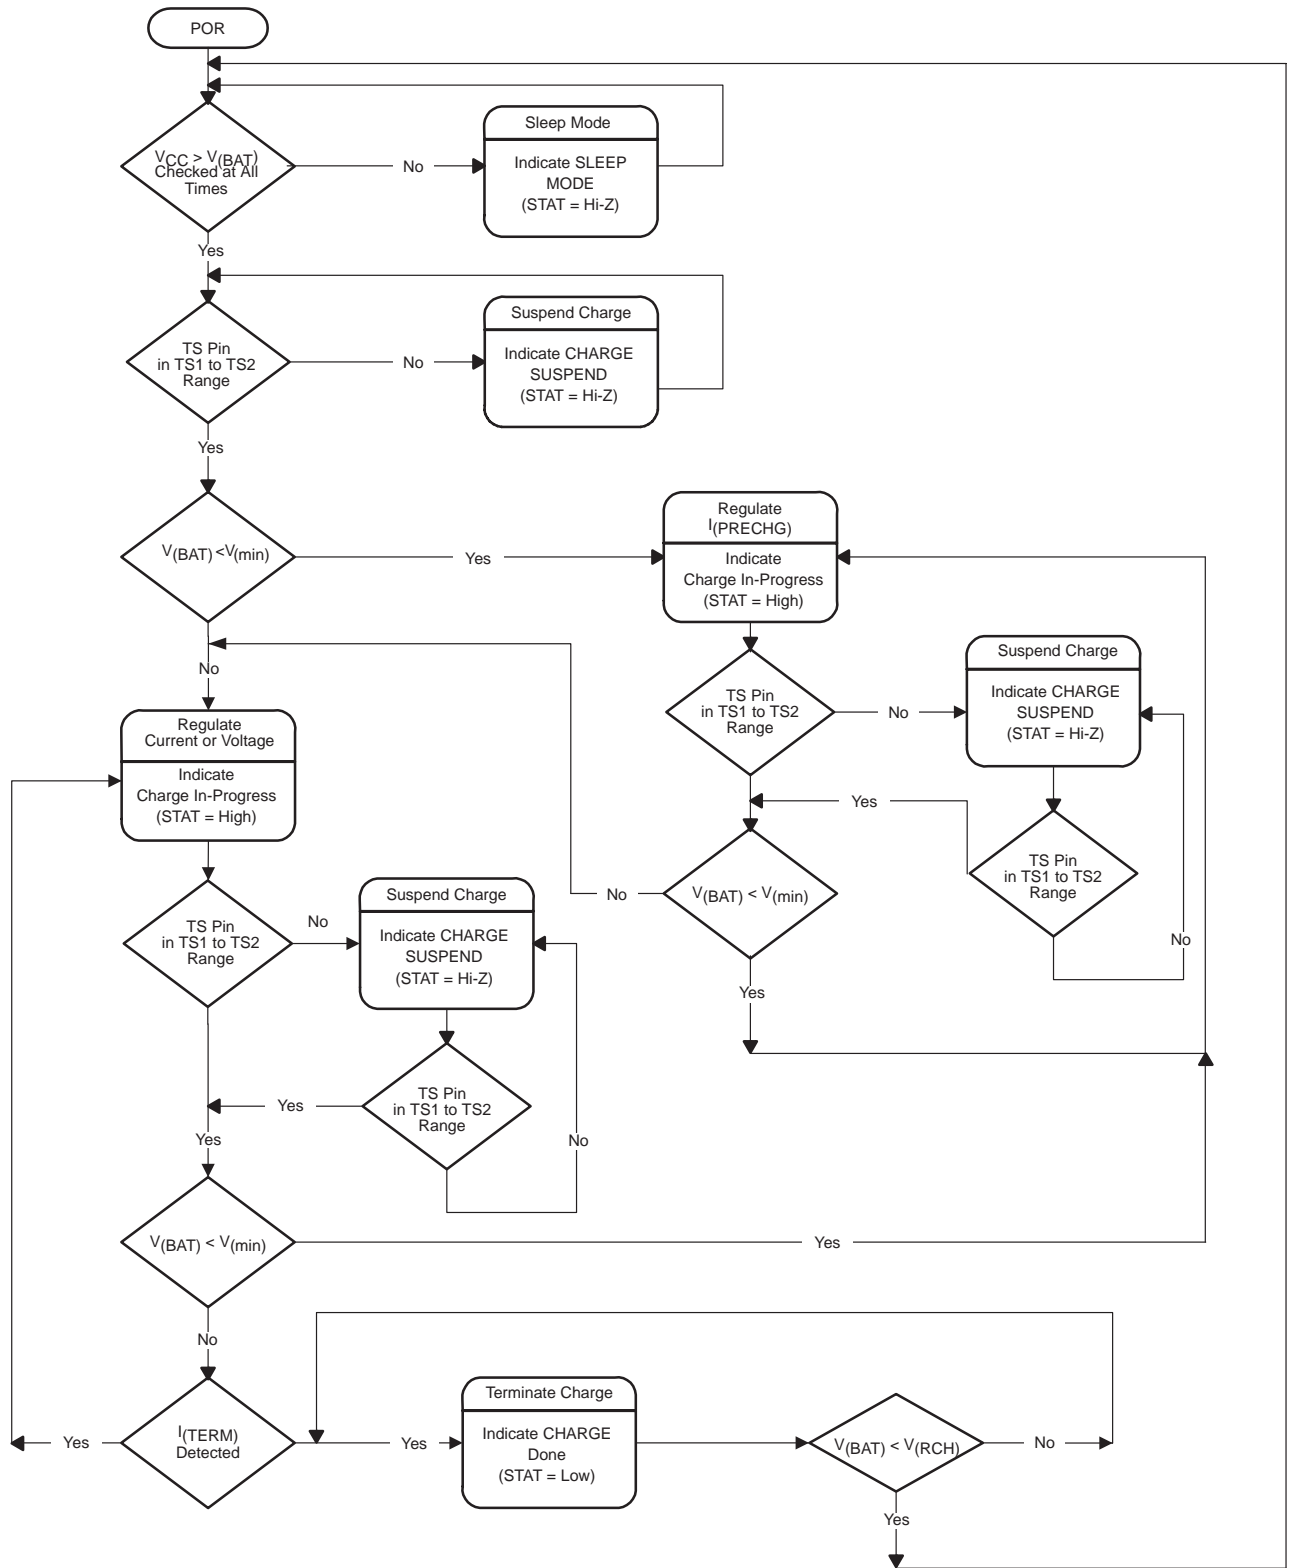 POR
VCC > V(BAT)
Checked at All
Times
No
Sleep Mode
Indicate SLEEP
MODE
(STAT = Hi-Z)
Yes
TS Pin
in TS1 to TS2
Range
No
Suspend Charge
Indicate CHARGE
SUSPEND
(STAT = Hi-Z)
Yes
V(BAT) <V(min)
Yes
Regulate
I(PRECHG)
Indicate
Charge In-Progress
(STAT = High)
No
TS Pin
in TS1 to TS2
Range
No
Suspend Charge
Indicate CHARGE
SUSPEND
(STAT = Hi-Z)
Yes
TS Pin
in TS1 to TS2
Range
No
V(BAT) < V(min)
No
Yes
Regulate
Current or Voltage
Indicate
Charge In-Progress
(STAT = High)
TS Pin
in TS1 to TS2
Range
No
Suspend Charge
Indicate CHARGE
SUSPEND
(STAT = Hi-Z)
TS Pin
in TS1 to TS2
Range
Yes
No
Yes
V(BAT) < V(min)
Yes
No
I(TERM)
Detected
Yes
Yes
Terminate Charge
Indicate CHARGE
Done
(STAT = Low)
V(BAT) < V(RCH)
No
Yes